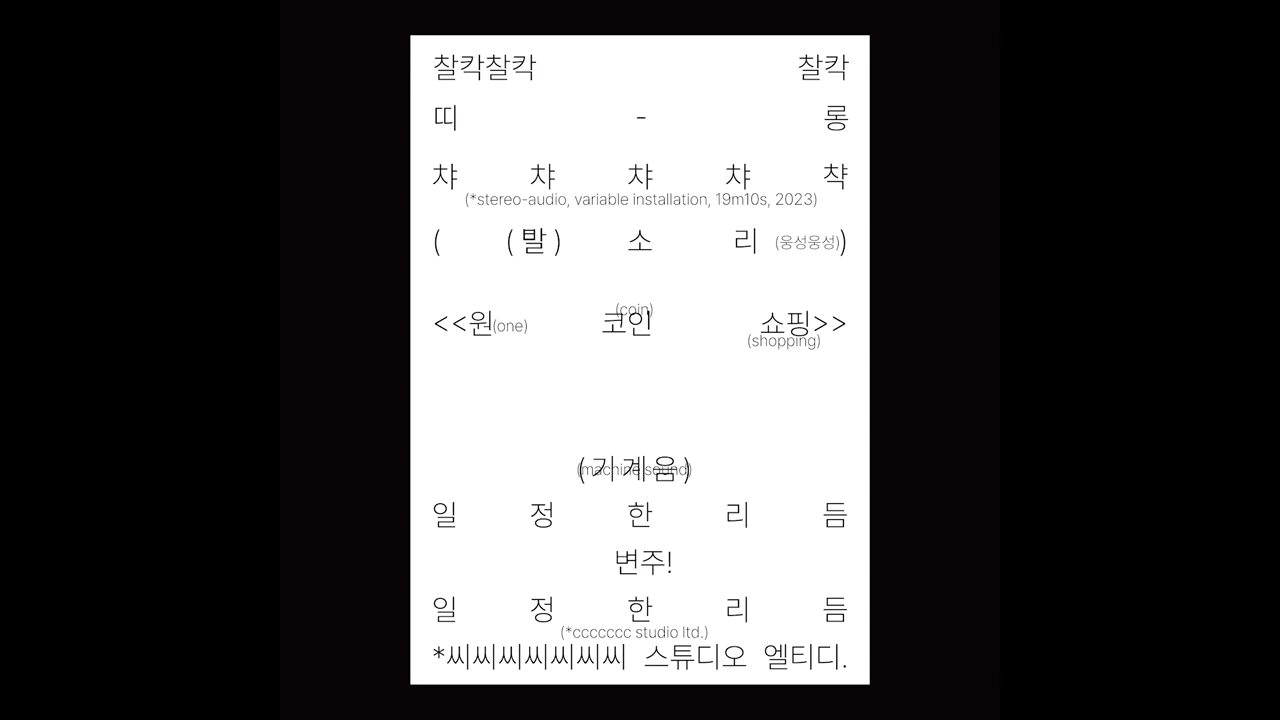 찰칵찰칵 찰칵
띠 - 롱
챠 챠 챠 챠 챡
(*stereo-audio, variable installation, 19m10s, 2023)
( (발) 소 리 (웅성웅성))
(coin)
<<원(one) 코인 쇼핑>>
(shopping)
(기계음)
(machine sound)
일 정 한 리 듬
변주!
일 정 한 리 듬
(*ccccccc studio ltd.)
*씨씨씨씨씨씨씨 스튜디오 엘티디.